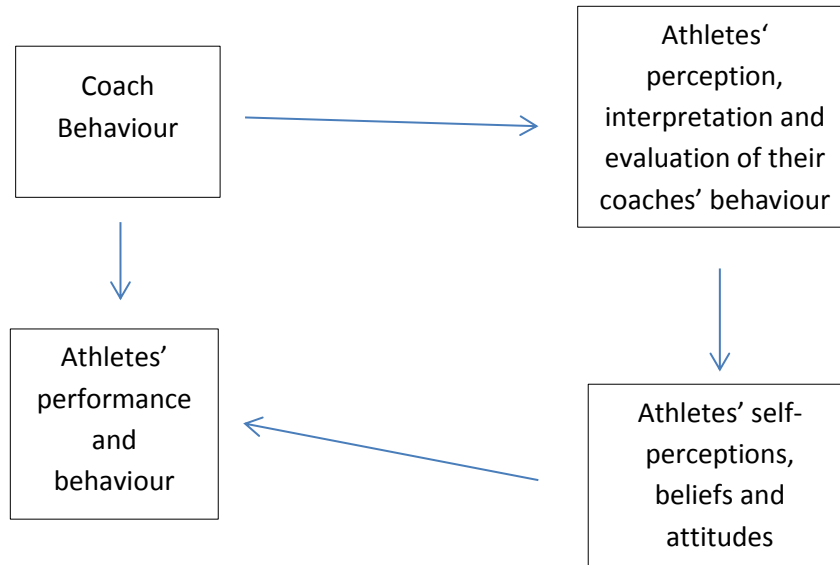 Coach
Behaviour
Athletes‘
perception,
interpretation and
evaluation of their
coaches’ behaviour
Athletes’
performance
and
behaviour
Athletes’ self-
perceptions,
beliefs and
attitudes